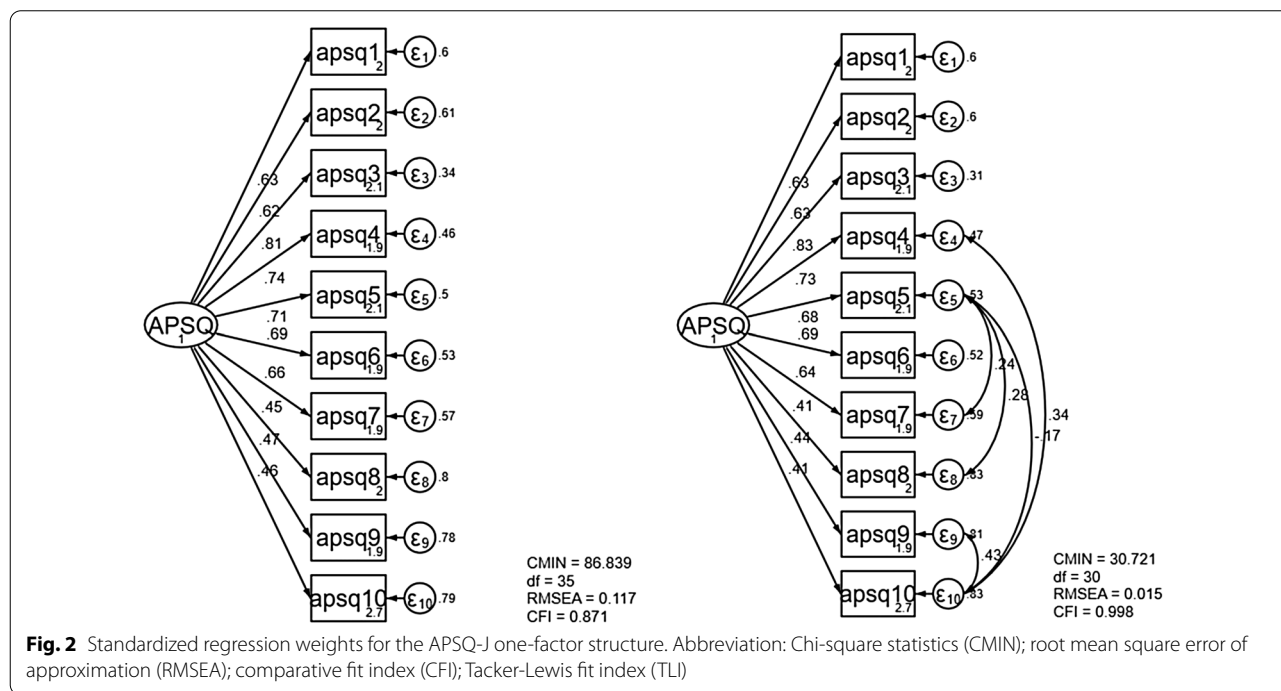 apsq1
2
ε1
.6
apsq2
2
ε2
.61
apsq3
2.1
ε3
.34
apsq4
1.9
ε4
.46
apsq5
2.1
ε5
.5
apsq6
1.9
ε6
.53
apsq7
1.9
ε7
.57
apsq8
2
ε8
.8
apsq9
1.9
ε9
.78
apsq10
2.7
ε10
.79
APSQ
1
.63
.62
.81
.74
.71
.69
.66
.45
.47
.46
CMIN = 86.839
df = 35
RMSEA = 0.117
CFI = 0.871
apsq1
2
ε1
.6
apsq2
2
ε2
.6
apsq3
2.1
ε3
.31
apsq4
1.9
ε4
.47
apsq5
2.1
ε5
.53
apsq6
1.9
ε6
.52
apsq7
1.9
ε7
.59
apsq8
2
ε8
.83
apsq9
1.9
ε9
.81
apsq10
2.7
ε10
.83
APSQ
1
.63
.63
.83
.73
.68
.69
.64
.41
.44
.41
.24
.28
.34
-.17
.43
CMIN = 30.721
df = 30
RMSEA = 0.015
CFI = 0.998
Fig. 2 Standardized regression weights for the APSQ-J one-factor structure. Abbreviation: Chi-square statistics (CMIN); root mean square error of
approximation (RMSEA); comparative fit index (CFI); Tacker-Lewis fit index (TLI)